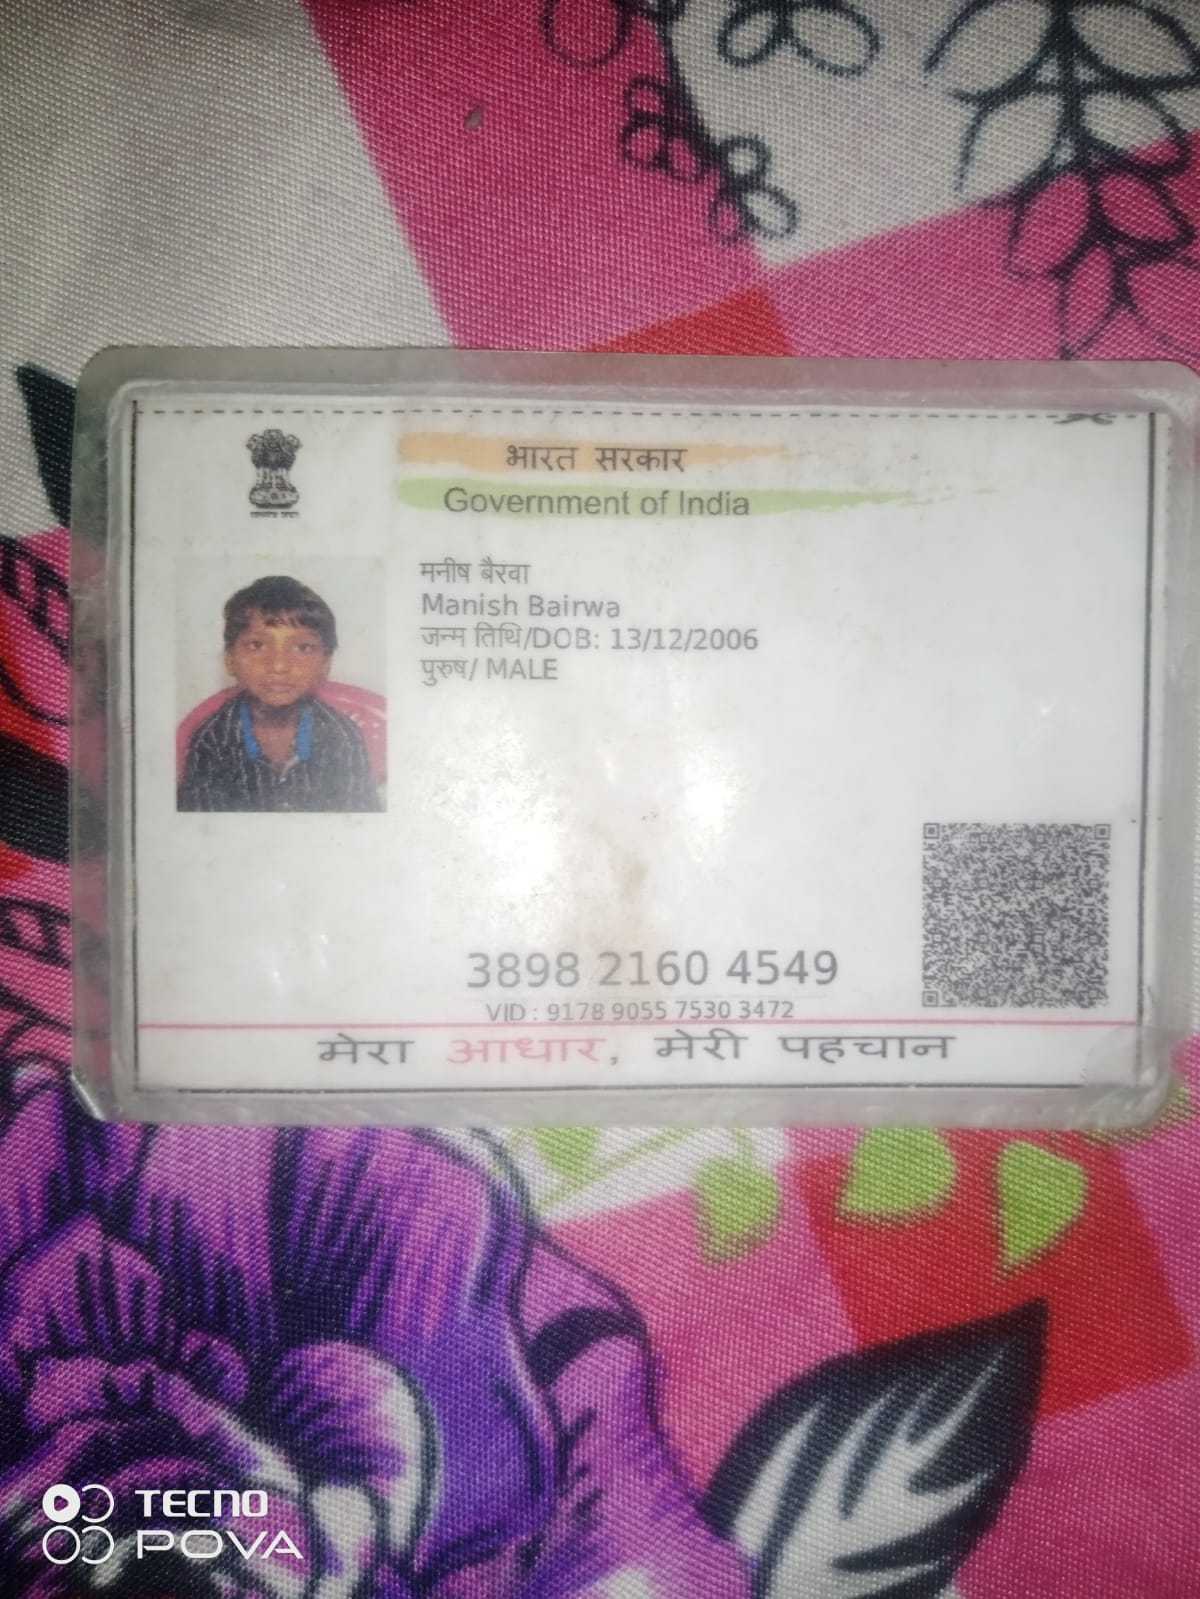 भारत सरकार
Government of India
मनीष बैरवा
Manish Bairwa
जन्म तिथि/DOB: 13/12/2006
पुरुष/ MALE
3898 2160 4549
VID : 9178 9055 7530 3472
मेरा आधार, मेरी पहचान
TECNO
POVA